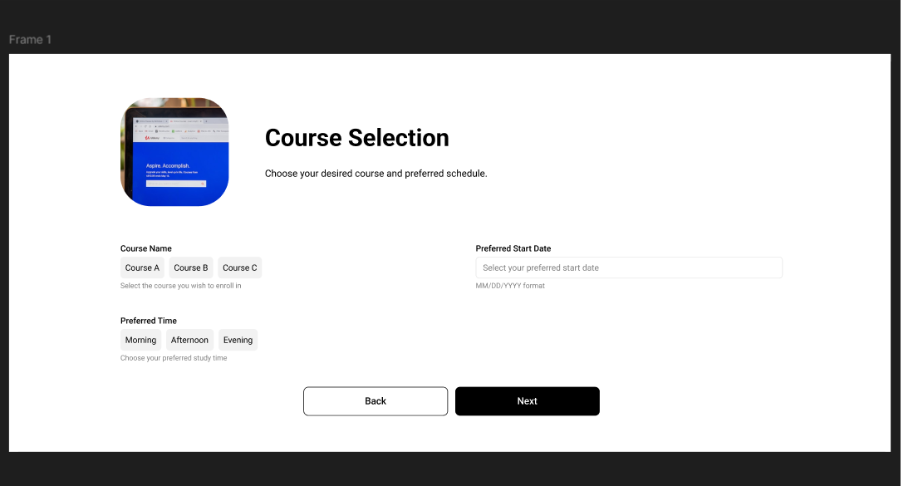 Frame 1
Aspire. Accomplish.
Course Selection
Choose your desired course and preferred schedule.
Course Name
Course A Course B Course C
Select the course you wish to enroll in
Preferred Start Date
Select your preferred start date
MM/DD/YYYY format
Preferred Time
Morning Afternoon Evening
Choose your preferred study time
Back Next